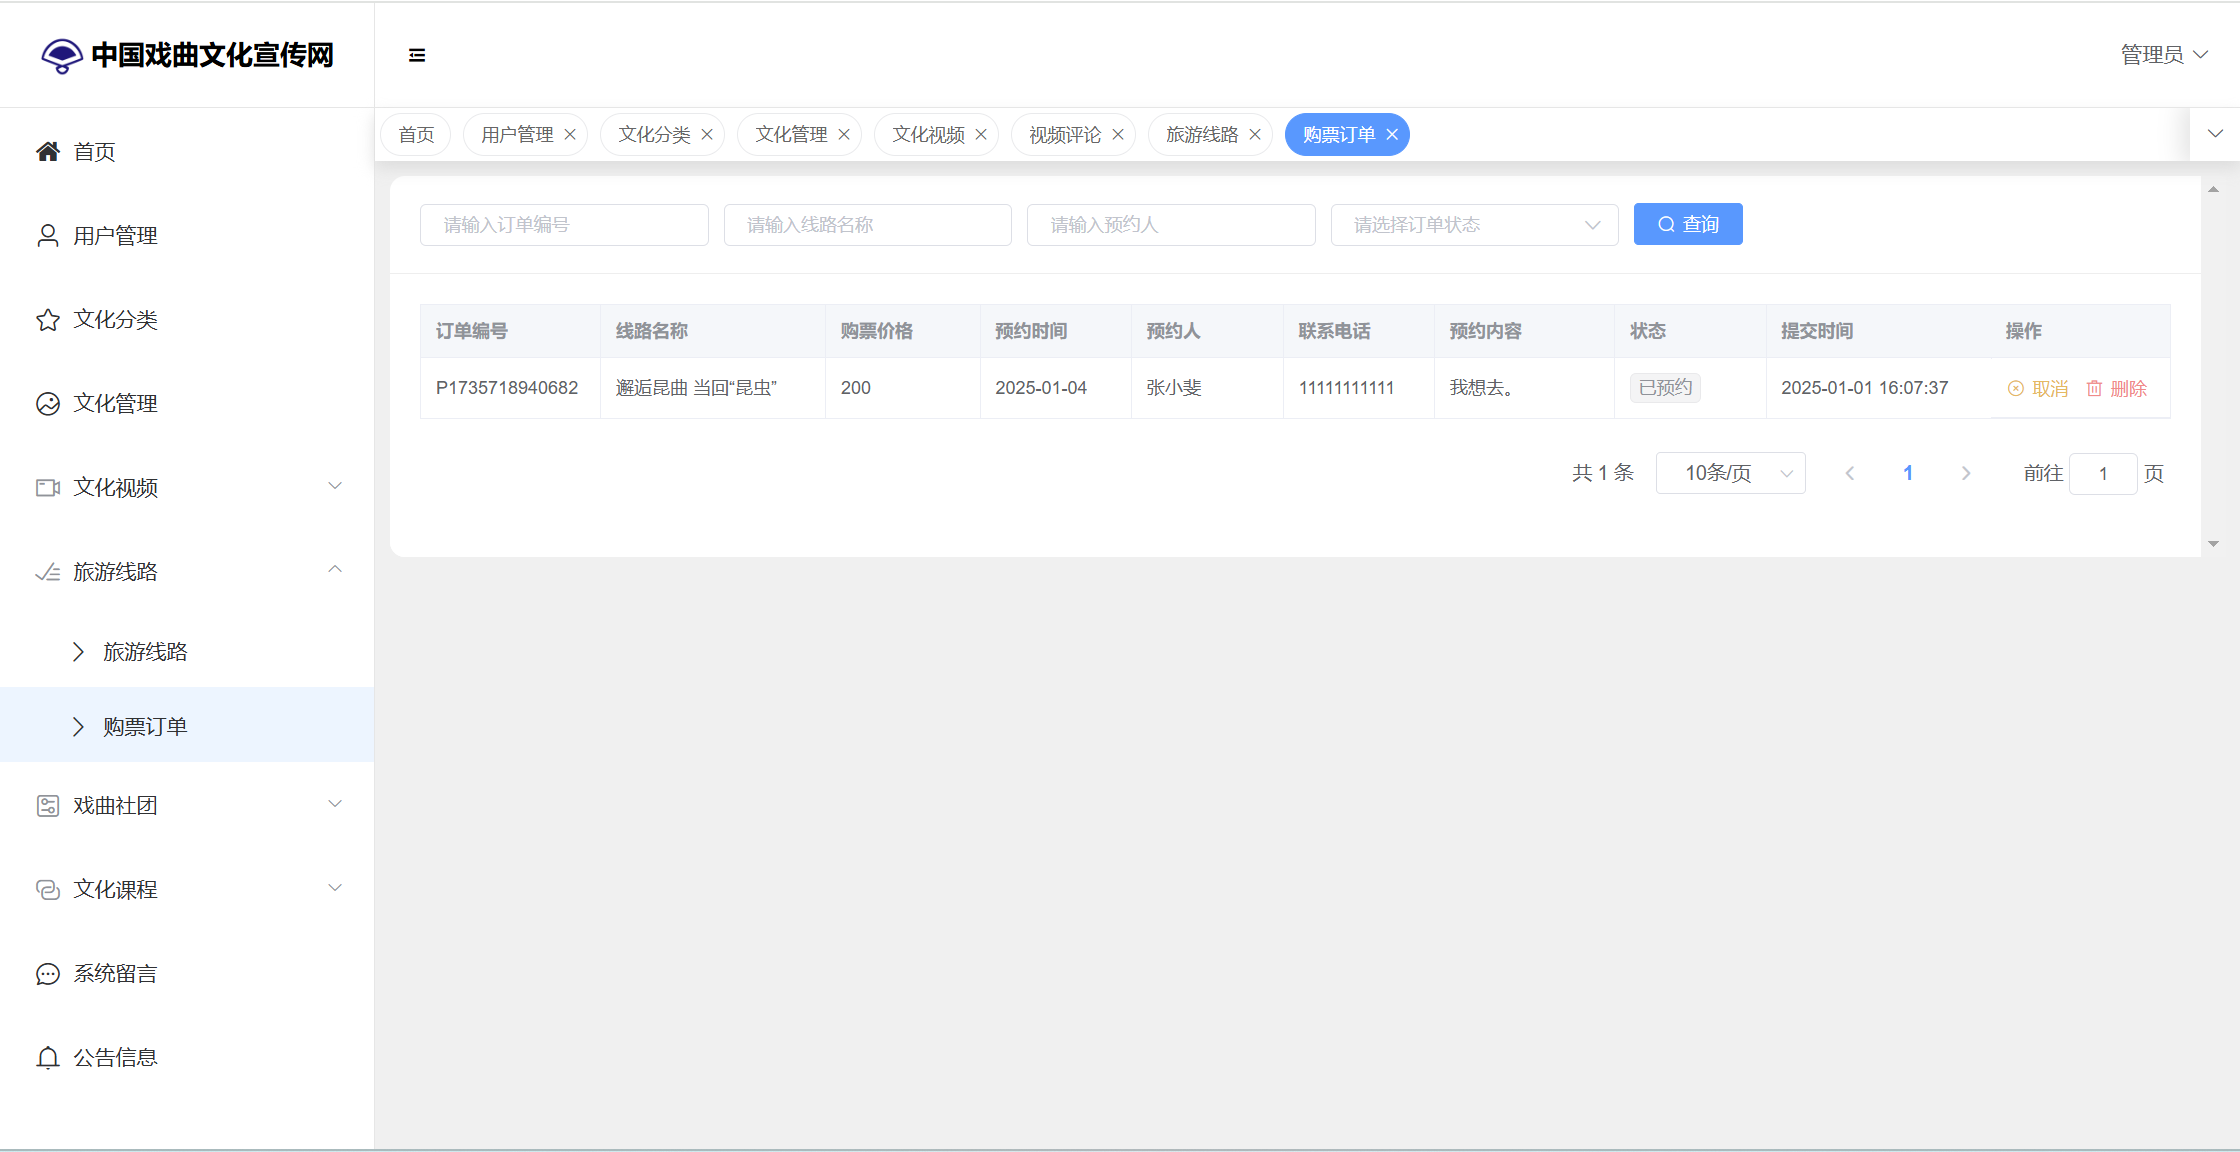 中国戏曲文化宣传网
管理员
首页
用户管理
文化分类
文化管理
文化视频
旅游线路
旅游线路
购票订单
戏曲社团
文化课程
系统留言
公告信息
首页 用户管理 文化分类 文化管理 文化视频 视频评论 旅游线路 购票订单
请输入订单编号 请输入线路名称 请输入预约人 请选择订单状态 查询
订单编号 线路名称 购票价格 预约时间 预约人 联系电话 预约内容 状态 提交时间 操作
P1735718940682 邂逅昆曲 当回“昆虫” 200 2025-01-04 张小斐 11111111111 我想去。 已预约 2025-01-01 16:07:37 取消 删除
共 1 条 10条/页 1 前往 1 页